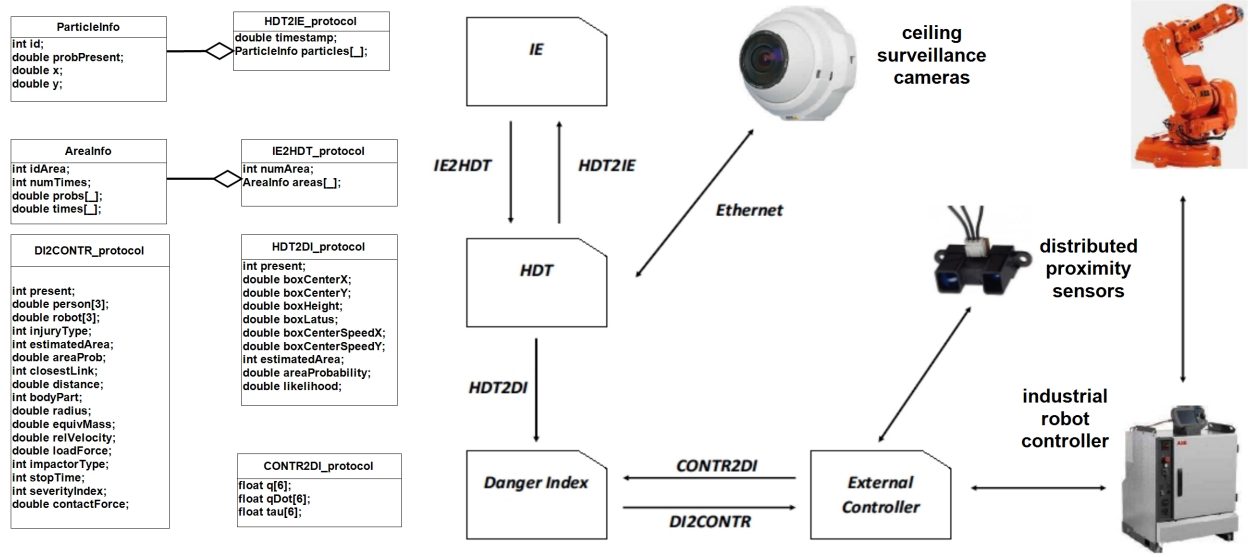 ParticleInfo
int id;
double probPresent;
double x;
double y;
HDT2IE_protocol
double timestamp;
ParticleInfo particles[_];
AreaInfo
int idArea;
int numTimes;
double probs[_];
double times[_];
IE2HDT_protocol
int numArea;
AreaInfo areas[_];
DI2CONTR_protocol
int present;
double person[3];
double robot[3];
int injuryType;
int estimatedArea;
double areaProb;
int closestLink;
double distance;
int bodyPart;
double radius;
double equivMass;
double relVelocity;
double loadForce;
int impactorType;
int stopTime;
int severityIndex;
double contactForce;
HDT2DI_protocol
int present;
double boxCenterX;
double boxCenterY;
double boxHeight;
double boxLatus;
double boxCenterSpeedX;
double boxCenterSpeedY;
int estimatedArea;
double areaProbability;
double likelihood;
CONTR2DI_protocol
float q[6];
float qDot[6];
float tau[6];
IE
IE2HDT
HDT2IE
HDT
HDT2DI
Danger Index
CONTR2DI
DI2CONTR
External
Controller
Ethernet
ceiling
surveillance
cameras
distributed
proximity
sensors
industrial
robot
controller
ABB
ABB
ABB